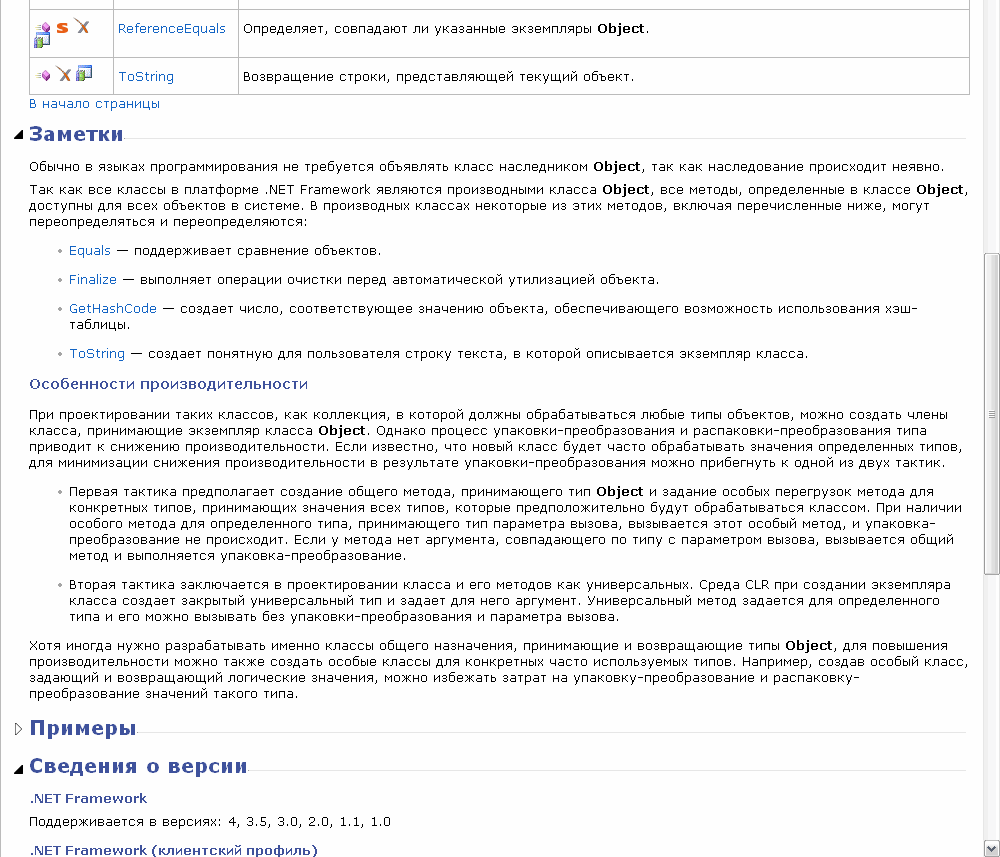 ReferenceEquals Определяет, совпадают ли указанные экземпляры Object.
ToString Возвращение строки, представляющей текущий объект.
В начало страницы
Заметки
Обычно в языках программирования не требуется объявлять класс наследником Object, так как наследование происходит неявно.
Так как все классы в платформе .NET Framework являются производными класса Object, все методы, определенные в классе Object,
доступны для всех объектов в системе. В производных классах некоторые из этих методов, включая перечисленные ниже, могут
переопределяться и переопределяются:
• Equals — поддерживает сравнение объектов.
• Finalize — выполняет операции очистки перед автоматической утилизацией объекта.
• GetHashCode — создает число, соответствующее значению объекта, обеспечивающего возможность использования хэш-
таблицы.
• ToString — создает понятную для пользователя строку текста, в которой описывается экземпляр класса.
Особенности производительности
При проектировании таких классов, как коллекция, в которой должны обрабатываться любые типы объектов, можно создать члены
класса, принимающие экземпляр класса Object. Однако процесс упаковки-преобразования и распаковки-преобразования типа
приводит к снижению производительности. Если известно, что новый класс будет часто обрабатывать значения определенных типов,
для минимизации снижения производительности в результате упаковки-преобразования можно прибегнуть к одной из двух тактик.
• Первая тактика предполагает создание общего метода, принимающего тип Object и задание особых перегрузок метода для
конкретных типов, принимающих значения всех типов, которые предположительно будут обрабатываться классом. При наличии
особого метода для определенного типа, принимающего тип параметра вызова, вызывается этот особый метод, и упаковка-
преобразование не происходит. Если у метода нет аргумента, совпадающего по типу с параметром вызова, вызывается общий
метод и выполняется упаковка-преобразование.
• Вторая тактика заключается в проектировании класса и его методов как универсальных. Среда CLR при создании экземпляра
класса создает закрытый универсальный тип и задает для него аргумент. Универсальный метод задается для определенного
типа и его можно вызывать без упаковки-преобразования и параметра вызова.
Хотя иногда нужно разрабатывать именно классы общего назначения, принимающие и возвращающие типы Object, для повышения
производительности можно также создать особые классы для конкретных часто используемых типов. Например, создав особый класс,
задающий и возвращающий логические значения, можно избежать затрат на упаковку-преобразование и распаковку-
преобразование значений такого типа.
Примеры
Сведения о версии
.NET Framework
Поддерживается в версиях: 4, 3.5, 3.0, 2.0, 1.1, 1.0
.NET Framework (клиентский профиль)